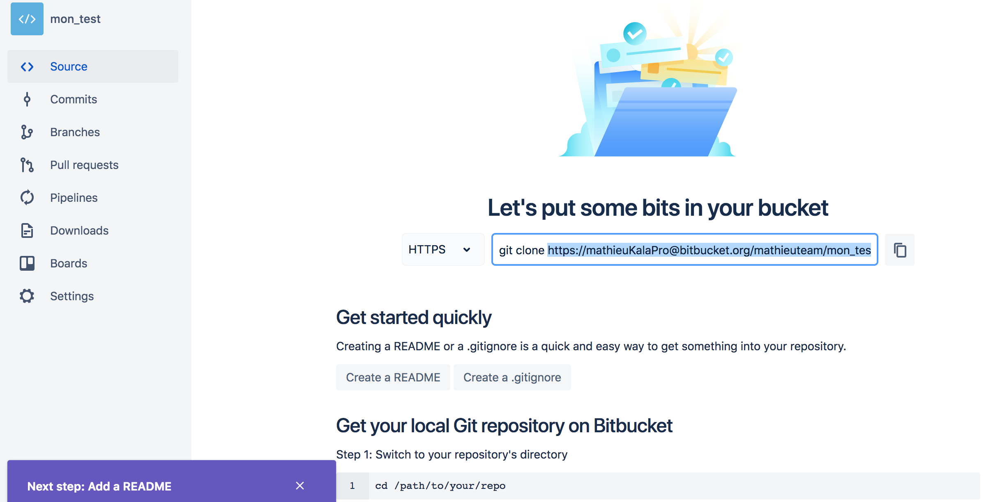 mon_test
Source
Commits
Branches
Pull requests
Pipelines
Downloads
Boards
Settings
Let's put some bits in your bucket
HTTPS
git clone https://mathieuKalaPro@bitbucket.org/mathieuteam/mon_tes
Get started quickly
Creating a README or a .gitignore is a quick and easy way to get something into your repository.
Create a README Create a .gitignore
Get your local Git repository on Bitbucket
Step 1: Switch to your repository's directory
1 cd /path/to/your/repo
Next step: Add a README